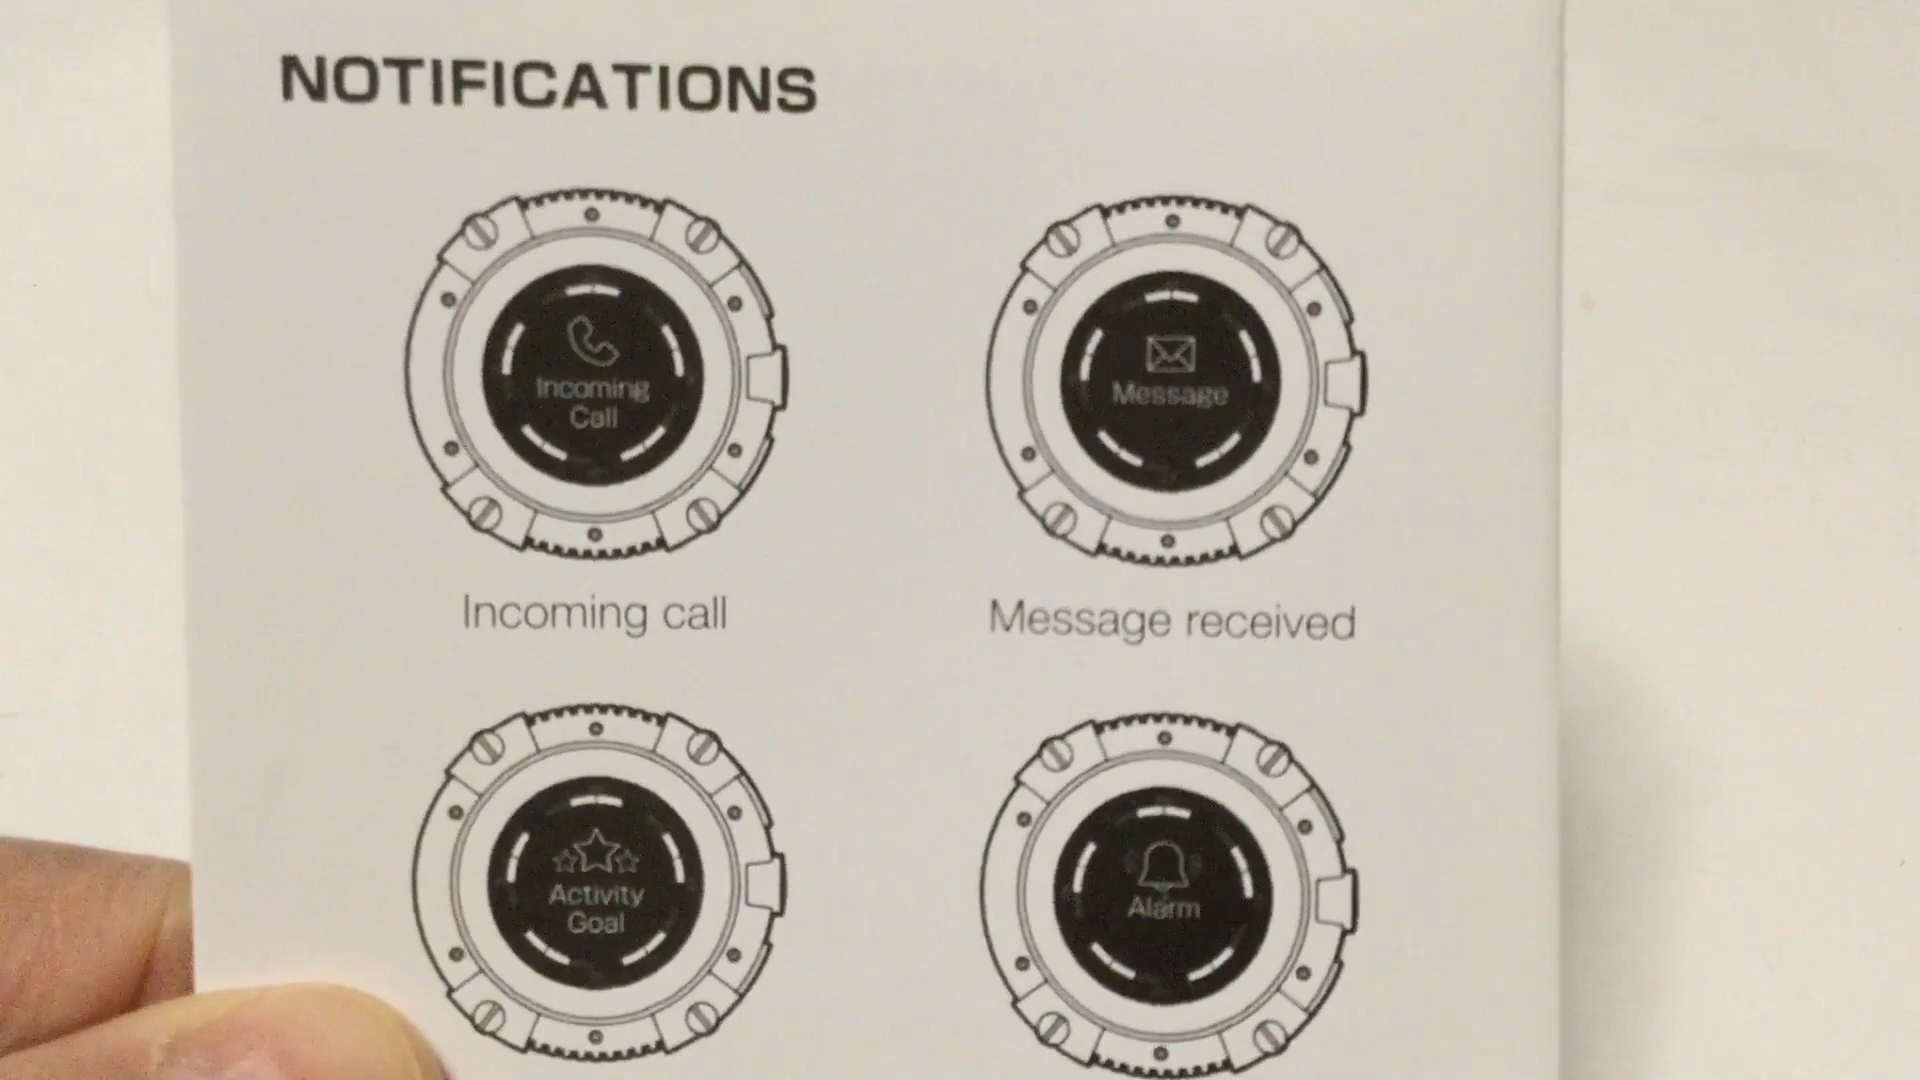 NOTIFICATIONS
Incoming
Call
Message
Incoming call
Message received
Activity
Goal
Alarm